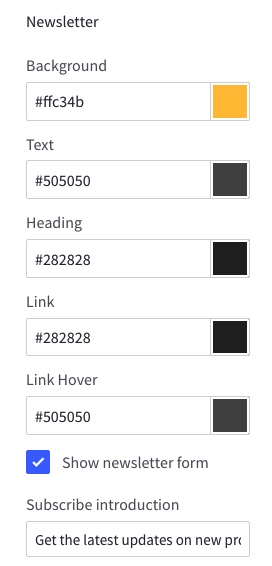 Newsletter
Background
#ffc34b
Text
#505050
Heading
#282828
Link
#282828
Link Hover
#505050
Show newsletter form
Subscribe introduction
Get the latest updates on new pro